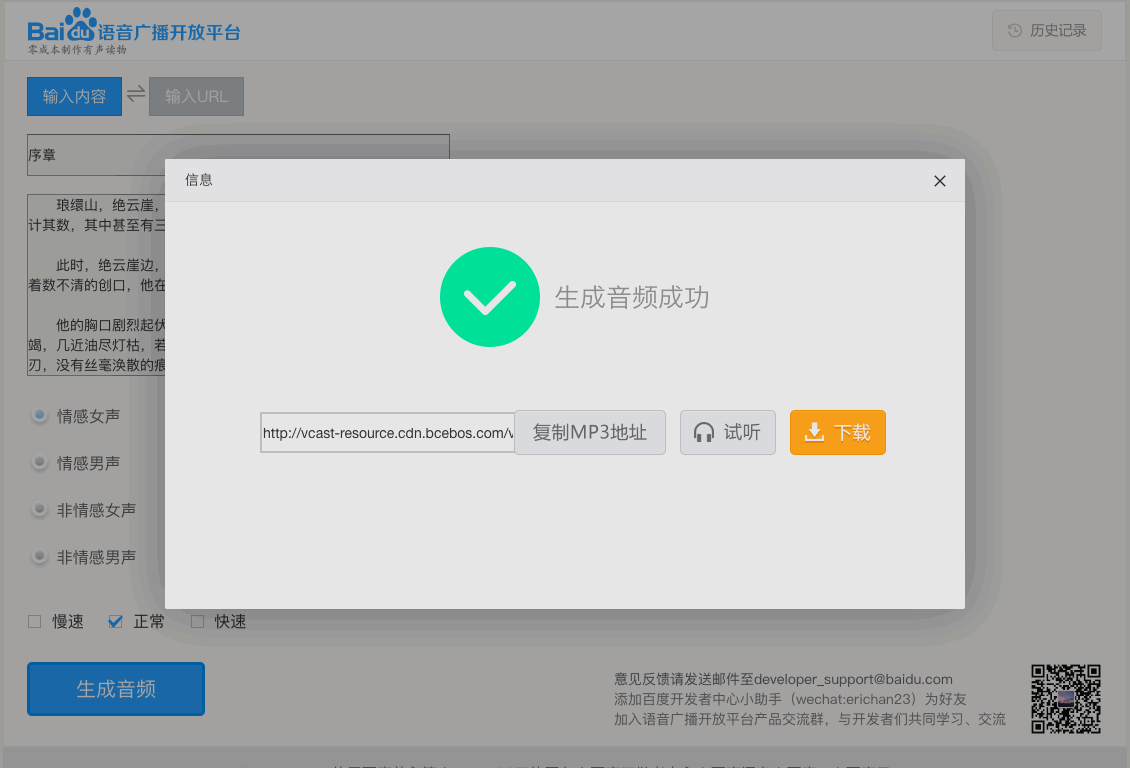 Bai du 语音广播开放平台
零成本制作有声读物
历史记录
输入内容
输入URL
序章
琅缳山，绝云崖，
计其数，其中甚至有三
此时，绝云崖边，
着数不清的创口，他在
他的胸口剧烈起伏
竭，几近油尽灯枯，若
刃，没有丝毫涣散的痕
信息
生成音频成功
http://vcast-resource.cdn.bcebos.com/v
复制MP3地址
试听
下载
情感女声
情感男声
非情感女声
非情感男声
慢速 正常 快速
生成音频
意见反馈请发送邮件至developer_support@baidu.com
添加百度开发者中心小助手（wechat:erichan23）为好友
加入语音广播开放平台产品交流群，与开发者们共同学习、交流